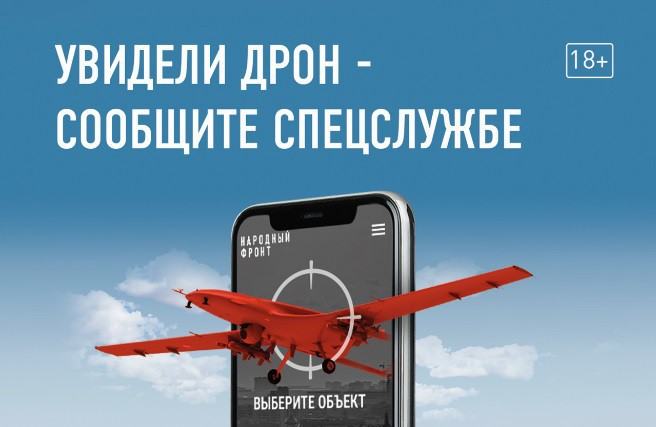 УВИДЕЛИ ДРОН -
СООБЩИТЕ СПЕЦСЛУЖБЕ
18+
НАРОДНЫЙ
ФРОНТ
ВЫБЕРИТЕ ОБЪЕКТ